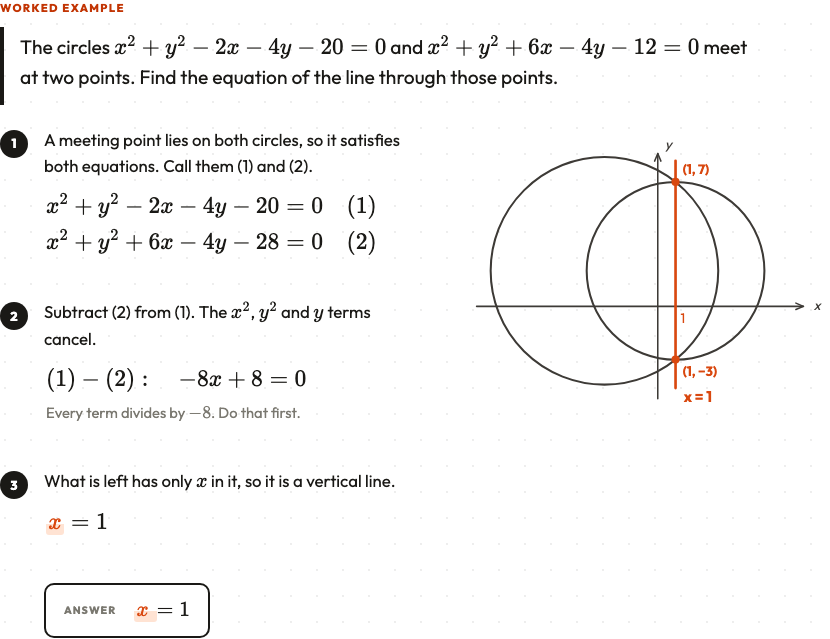 WORKED EXAMPLE
The circles x² + y² − 2x − 4y − 20 = 0 and x² + y² + 6x − 4y − 12 = 0 meet
at two points. Find the equation of the line through those points.
1
A meeting point lies on both circles, so it satisfies
both equations. Call them (1) and (2).
x² + y² − 2x − 4y − 20 = 0 (1)
x² + y² + 6x − 4y − 28 = 0 (2)
2
Subtract (2) from (1). The x², y² and y terms
cancel.
(1) − (2) : −8x + 8 = 0
Every term divides by −8. Do that first.
3
What is left has only x in it, so it is a vertical line.
x = 1
ANSWER x = 1
y
(1, 7)
x
1
(1, −3)
x = 1